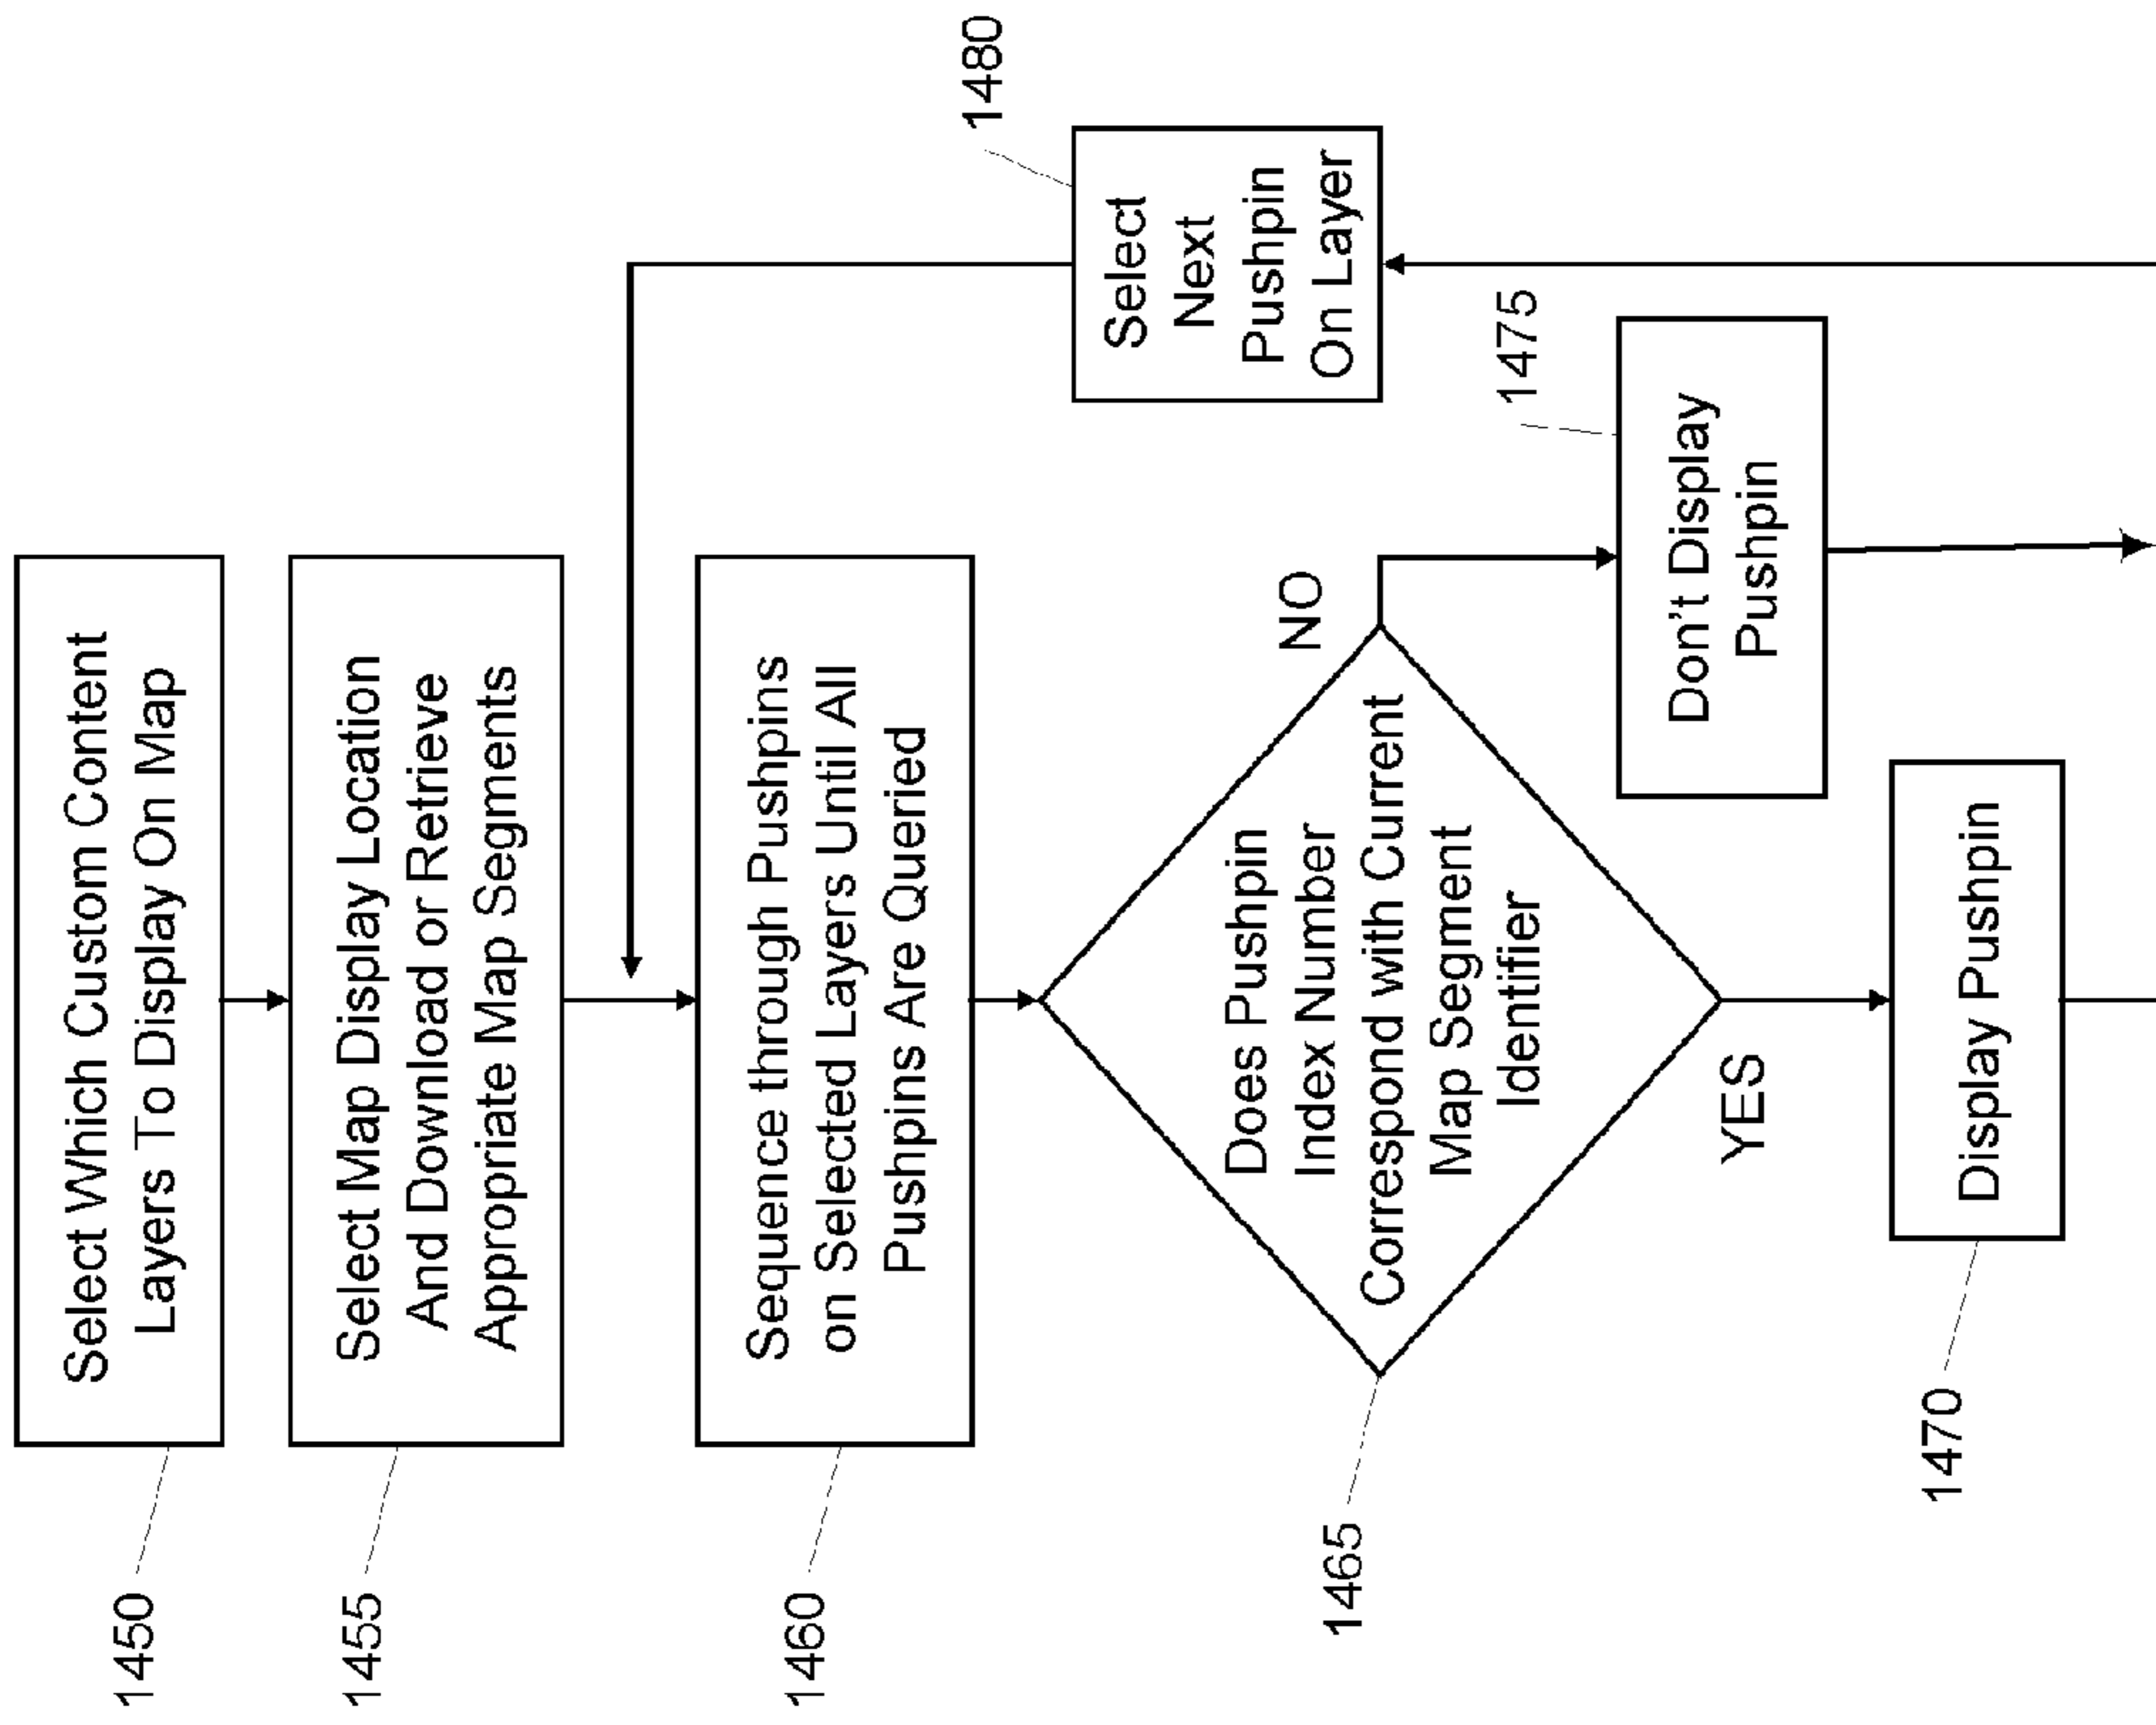 1450
Select Which Custom Content
Layers To Display On Map
1455
Select Map Display Location
And Download or Retrieve
Appropriate Map Segments
1460
Sequence through Pushpins
on Selected Layers Until All
Pushpins Are Queried
1480
Select
Next
Pushpin
On Layer
1465
Does Pushpin
Index Number
Correspond with Current
Map Segment
Identifier
NO
1475
Don't Display
Pushpin
YES
1470
Display Pushpin